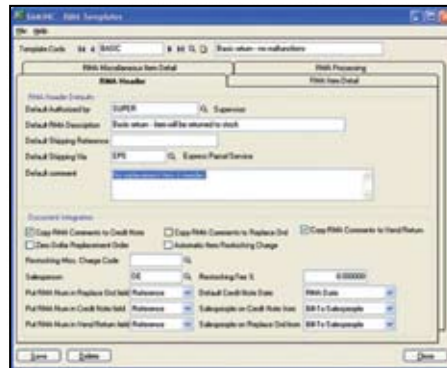 RMA Templates
File Help
Template Code BASIC Basic return - no malfunctions
RMA Miscellaneous Item Detail RMA Processing
RMA Header RMA Item Detail
RMA Header Defaults
Default Authorized by SUPER Supervisor
Default RMA Description Basic return - item will be returned to stock
Default Shipping Reference
Default Shipping Via EPS Express Parcel Service
Default comment No replacement item is needed
Document Integration
Copy RMA Comments to Credit Note Copy RMA Comments to Replace Ord Copy RMA Comments to Vend Return
Zero Dollar Replacement Order Automatic Item Restocking Charge
Restocking Misc. Charge Code
Salesperson DE Restocking Fee % 0.00000
Put RMA Num in Replace Ord field Reference Default Credit Note Date RMA Date
Put RMA Num in Credit Note field Reference Salespeople on Credit Note from Bill-To Salespeople
Put RMA Num in Vend Return field Reference Salespeople on Replace Ord from Bill-To Salespeople
Save Delete Close